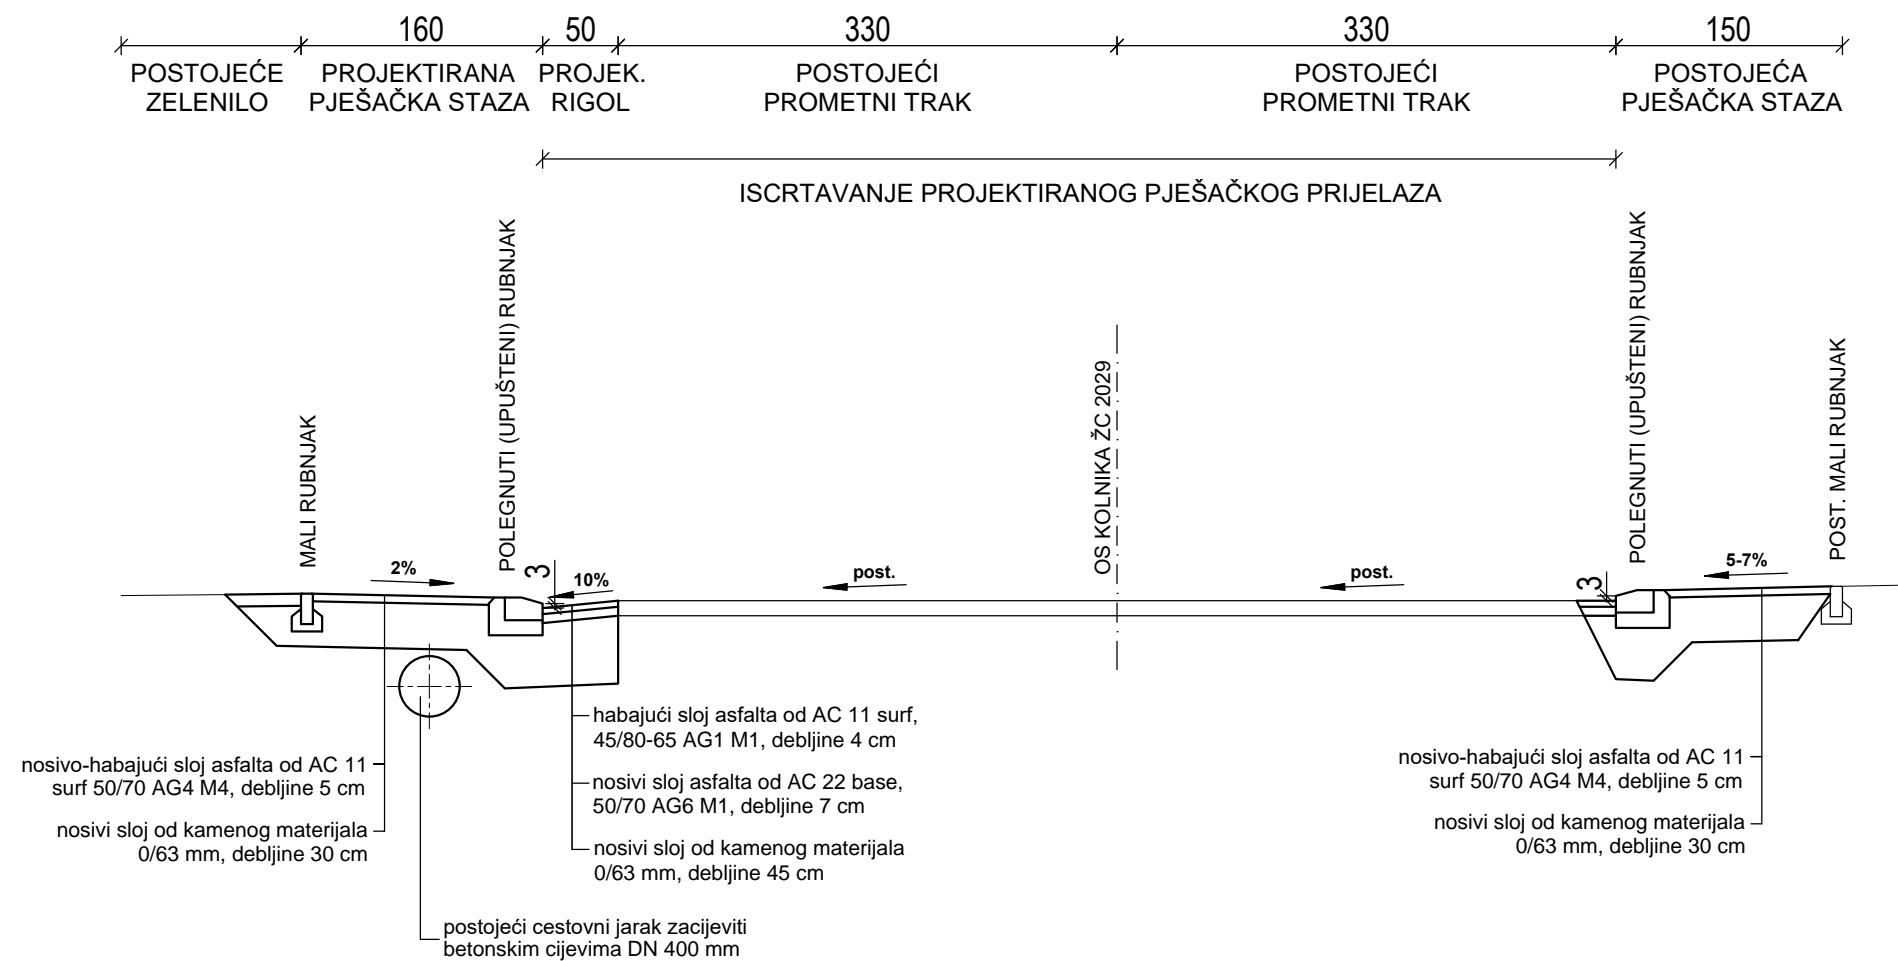 160
50
330
330
150
POSTOJEĆE
ZELENILO
PROJEKTIRANA
PJEŠAČKA STAZA
PROJEK.
RIGOL
POSTOJEĆI
PROMETNI TRAK
POSTOJEĆI
PROMETNI TRAK
POSTOJEĆA
PJEŠAČKA STAZA
ISCRTAVANJE PROJEKTIRANOG PJEŠAČKOG PRIJELAZA
MALI RUBNJAK
POLEGNUTI (UPUŠTENI) RUBNJAK
OS KOLNIKA ŽC 2029
POLEGNUTI (UPUŠTENI) RUBNJAK
POST. MALI RUBNJAK
2%
3
10%
post.
post.
3
5-7%
nosivo-habajući sloj asfalta od AC 11
surf 50/70 AG4 M4, debljine 5 cm
nosivi sloj od kamenog materijala
0/63 mm, debljine 30 cm
habajući sloj asfalta od AC 11 surf,
45/80-65 AG1 M1, debljine 4 cm
nosivi sloj asfalta od AC 22 base,
50/70 AG6 M1, debljine 7 cm
nosivi sloj od kamenog materijala
0/63 mm, debljine 45 cm
postojeći cestovni jarak zacijeviti
betonskim cijevima DN 400 mm
nosivo-habajući sloj asfalta od AC 11
surf 50/70 AG4 M4, debljine 5 cm
nosivi sloj od kamenog materijala
0/63 mm, debljine 30 cm